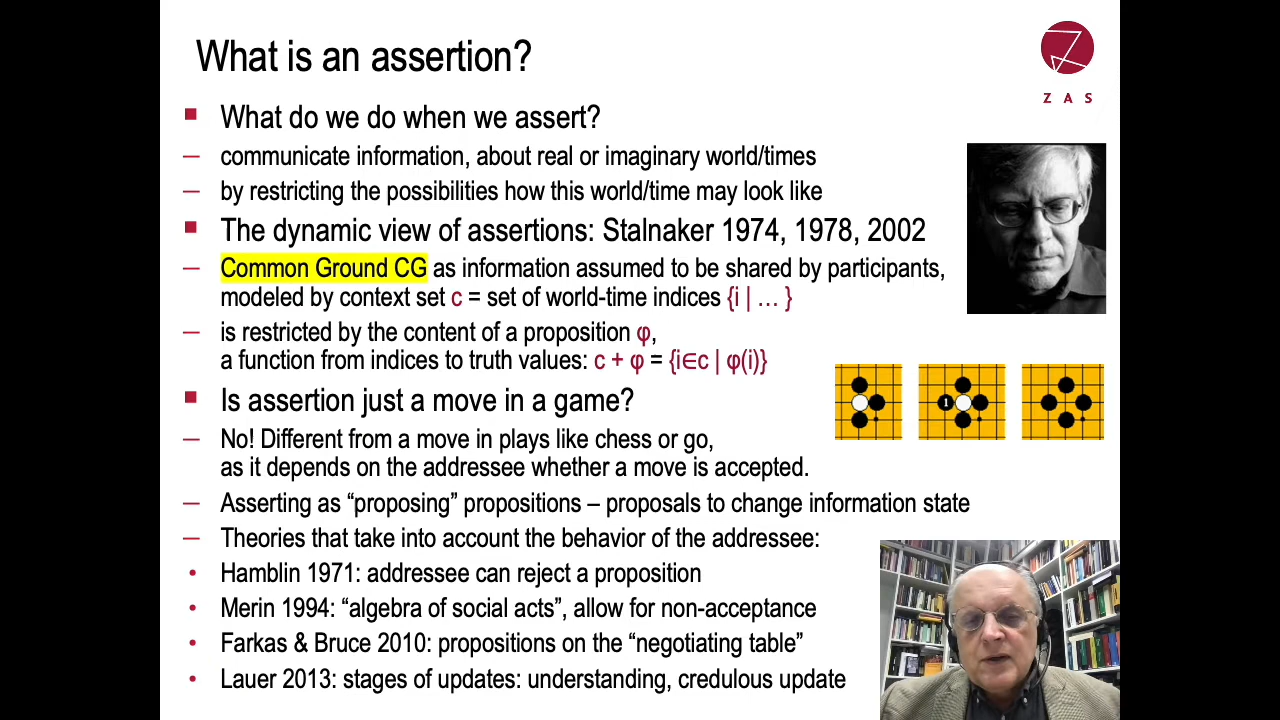 What is an assertion?
Z A S
What do we do when we assert?
communicate information, about real or imaginary world/times
by restricting the possibilities how this world/time may look like
The dynamic view of assertions: Stalnaker 1974, 1978, 2002
Common Ground CG as information assumed to be shared by participants,
modeled by context set c = set of world-time indices {i | … }
is restricted by the content of a proposition φ,
a function from indices to truth values: c + φ = {i∈c | φ(i)}
Is assertion just a move in a game?
1
No! Different from a move in plays like chess or go,
as it depends on the addressee whether a move is accepted.
Asserting as “proposing” propositions – proposals to change information state
Theories that take into account the behavior of the addressee:
Hamblin 1971: addressee can reject a proposition
Merin 1994: “algebra of social acts”, allow for non-acceptance
Farkas & Bruce 2010: propositions on the “negotiating table”
Lauer 2013: stages of updates: understanding, credulous update